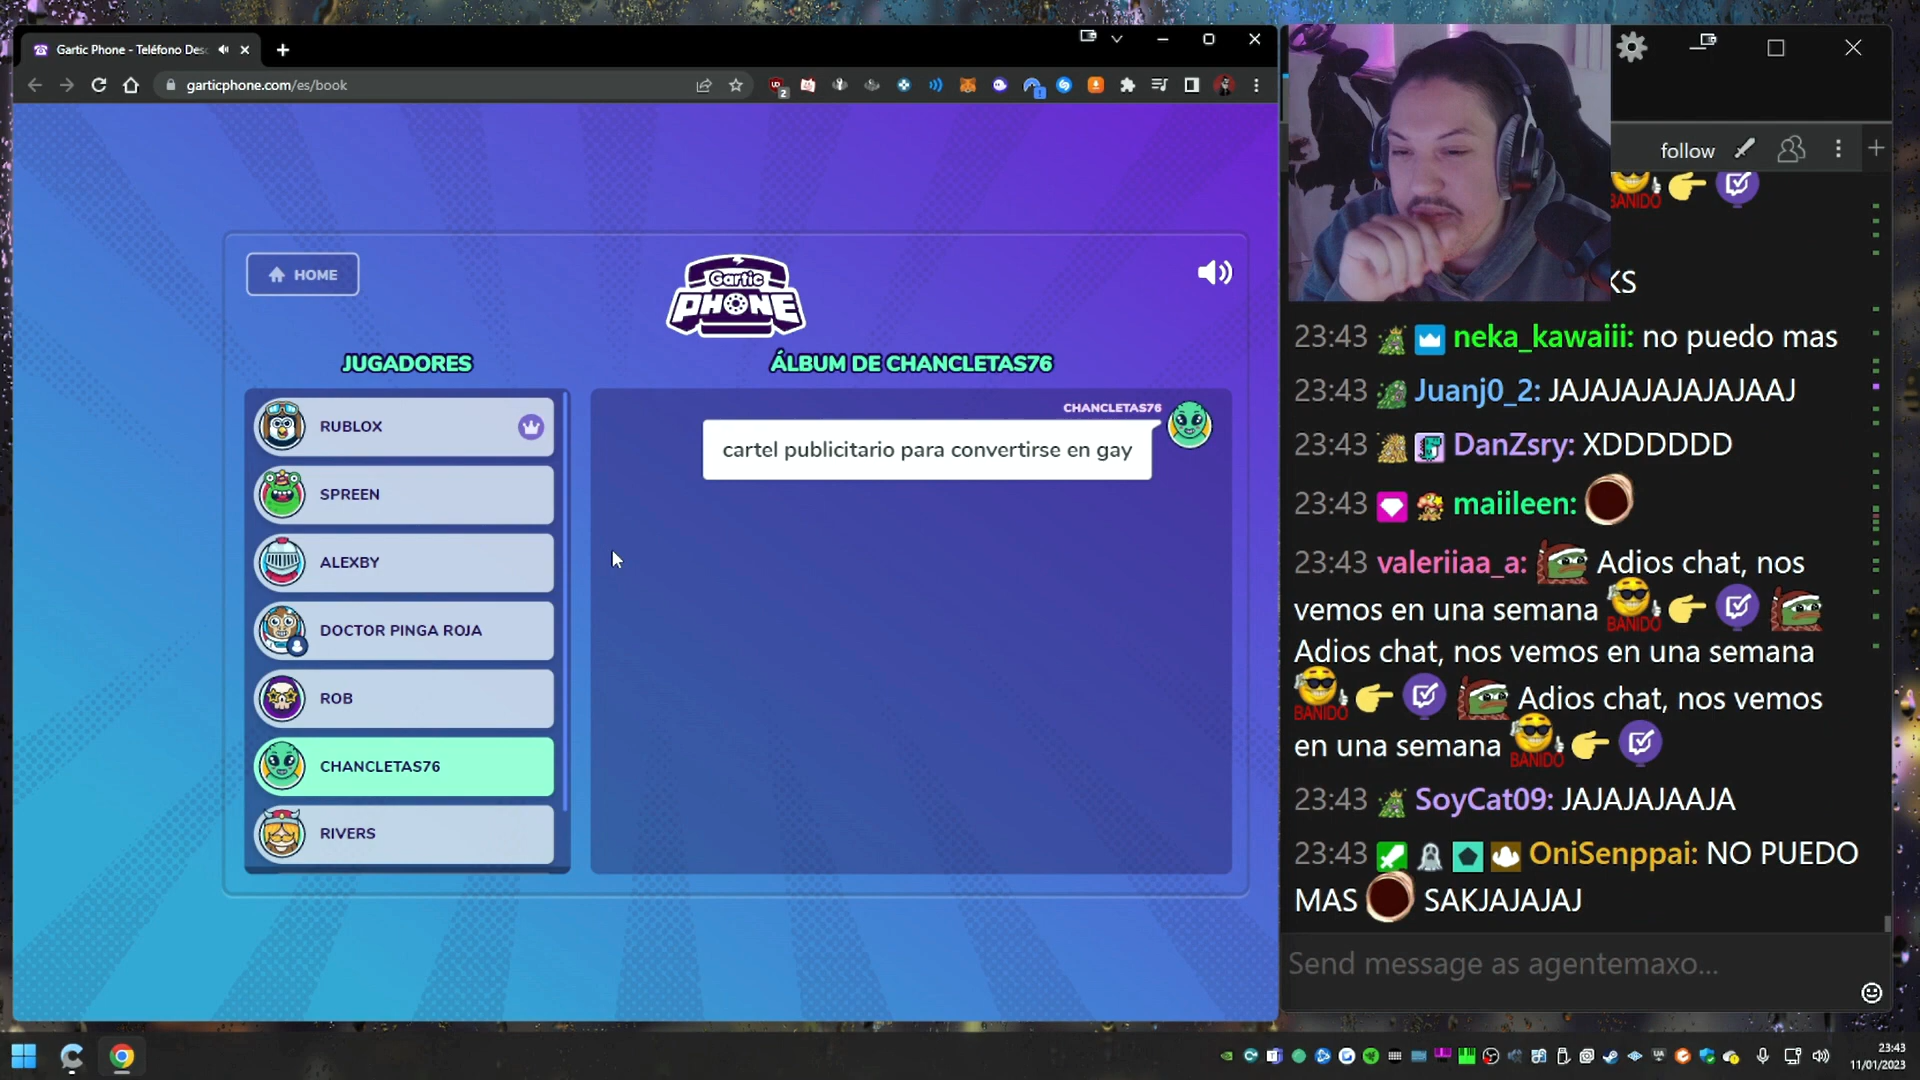 Gartic Phone - Teléfono Desc
garticphone.com/es/book
HOME
Gartic
PHONE
JUGADORES
RUBLOX
SPREEN
ALEXBY
DOCTOR PINGA ROJA
ROB
CHANCLETAS76
RIVERS
ÁLBUM DE CHANCLETAS76
CHANCLETAS76
cartel publicitario para convertirse en gay
follow
BANIDO
KS
23:43 neka_kawaiii: no puedo mas
23:43 Juanj0_2: JAJAJAJAJAJAJAAJ
23:43 DanZsry: XDDDDDD
23:43 maiileen:
23:43 valeriiaa_a: Adios chat, nos
vemos en una semana BANIDO
Adios chat, nos vemos en una semana
BANIDO Adios chat, nos vemos
en una semana BANIDO
23:43 SoyCat09: JAJAJAJAAJA
23:43 OniSenppai: NO PUEDO
MAS SAKJAJAJAJ
Send message as agentemaxo...
23:43
11/01/2023